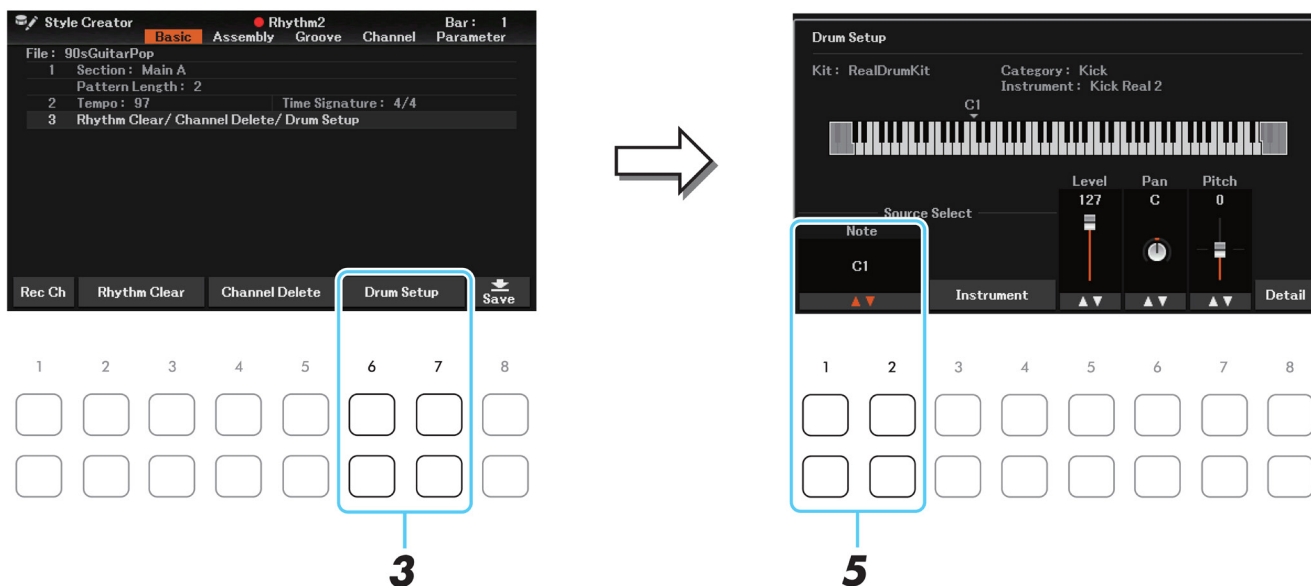 Style Creator Rhythm2 Bar : 1
Basic Assembly Groove Channel Parameter
File : 90sGuitarPop
1 Section : Main A
Pattern Length : 2
2 Tempo : 97 Time Signature : 4/4
3 Rhythm Clear/ Channel Delete/ Drum Setup
Rec Ch Rhythm Clear Channel Delete Drum Setup Save
1 2 3 4 5 6 7 8
3
Drum Setup
Kit : RealDrumKit Category : Kick
Instrument : Kick Real 2
C1
Level Pan Pitch
127 C 0
Source Select
Note
C1
Instrument Detail
1 2 3 4 5 6 7 8
5